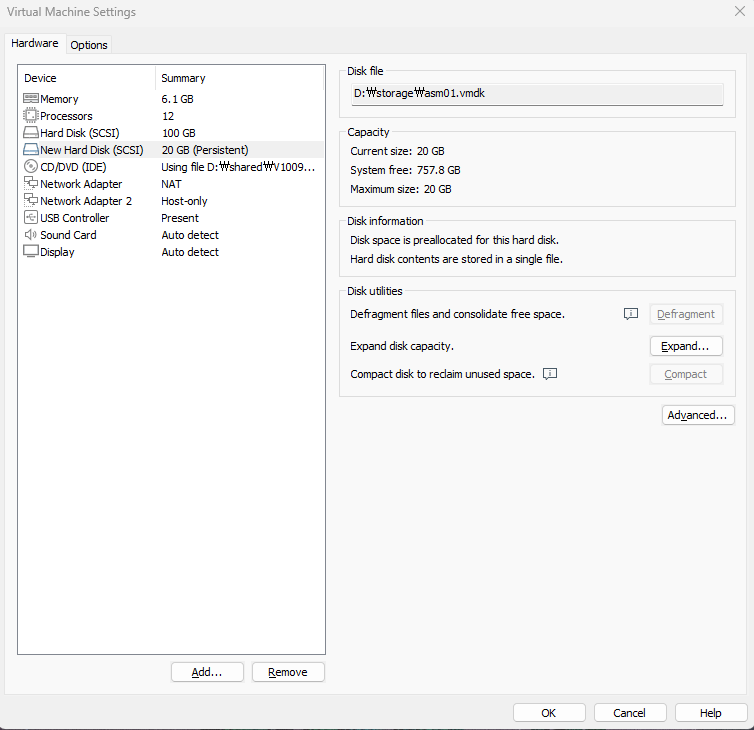 Virtual Machine Settings
Hardware
Options
Device Summary
Memory 6.1 GB
Processors 12
Hard Disk (SCSI) 100 GB
New Hard Disk (SCSI) 20 GB (Persistent)
CD/DVD (IDE) Using file D:₩shared₩V1009...
Network Adapter NAT
Network Adapter 2 Host-only
USB Controller Present
Sound Card Auto detect
Display Auto detect
Add...
Remove
Disk file
D:₩storage₩asm01.vmdk
Capacity
Current size: 20 GB
System free: 757.8 GB
Maximum size: 20 GB
Disk information
Disk space is preallocated for this hard disk.
Hard disk contents are stored in a single file.
Disk utilities
Defragment files and consolidate free space. Defragment
Expand disk capacity. Expand...
Compact disk to reclaim unused space. Compact
Advanced...
OK
Cancel
Help